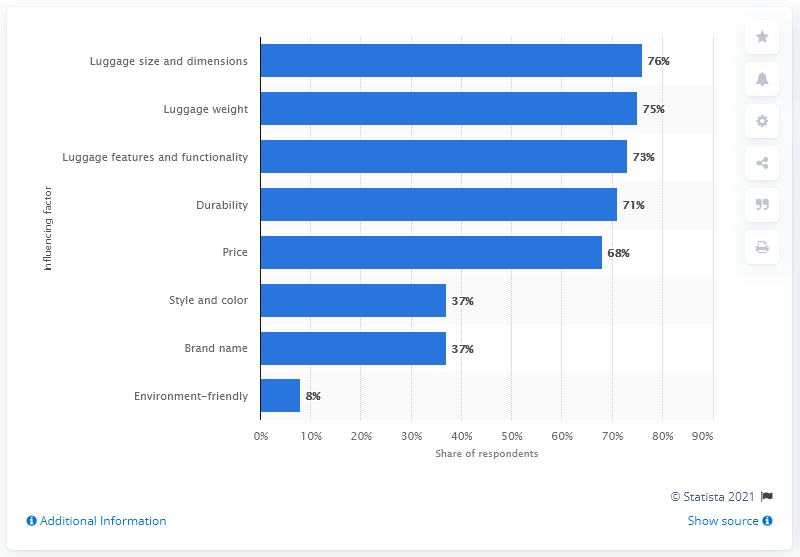 Luggage size and dimensions 76%
Luggage weight 75%
Luggage features and functionality 73%
Durability 71%
Price 68%
Style and color 37%
Brand name 37%
Environment-friendly 8%
Influencing factor
0% 10% 20% 30% 40% 50% 60% 70% 80% 90%
Share of respondents
© Statista 2021
Additional Information Show source